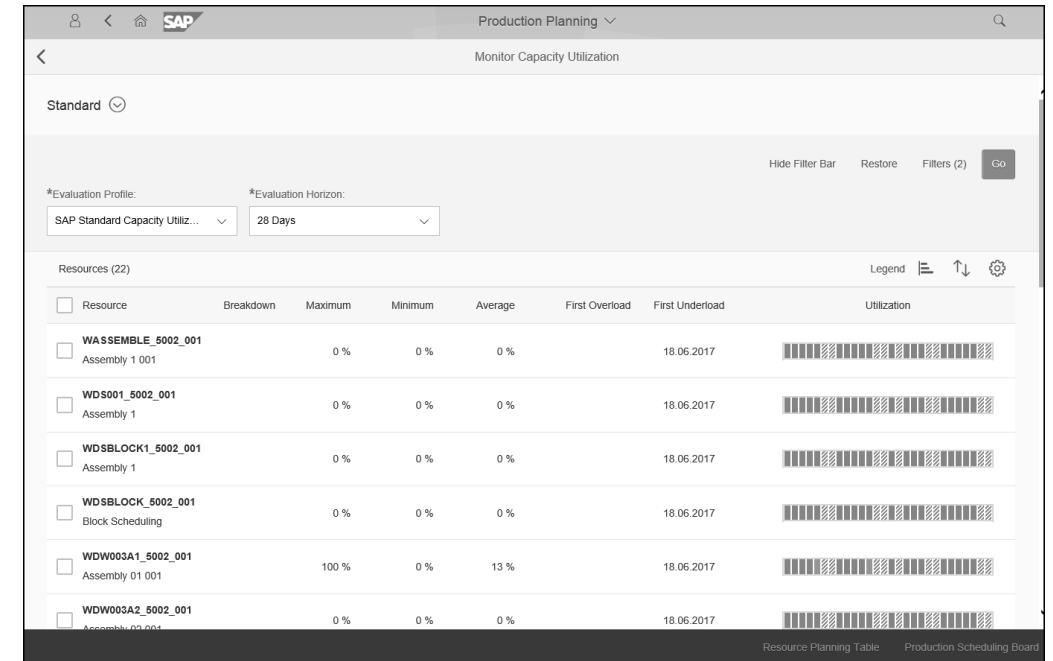 SAP Production Planning
Monitor Capacity Utilization
Standard
Hide Filter Bar Restore Filters (2) Go
*Evaluation Profile: *Evaluation Horizon:
SAP Standard Capacity Utiliz... 28 Days
Resources (22) Legend
Resource Breakdown Maximum Minimum Average First Overload First Underload Utilization
WASSEMBLE_5002_001
Assembly 1 001 0 % 0 % 0 % 18.06.2017
WDS001_5002_001
Assembly 1 0 % 0 % 0 % 18.06.2017
WDSBLOCK1_5002_001
Assembly 1 0 % 0 % 0 % 18.06.2017
WDSBLOCK_5002_001
Block Scheduling 0 % 0 % 0 % 18.06.2017
WDW003A1_5002_001
Assembly 01 001 100 % 0 % 13 % 18.06.2017
WDW003A2_5002_001
Assembly 02 001 0 % 0 % 0 % 18.06.2017
Resource Planning Table Production Scheduling Board